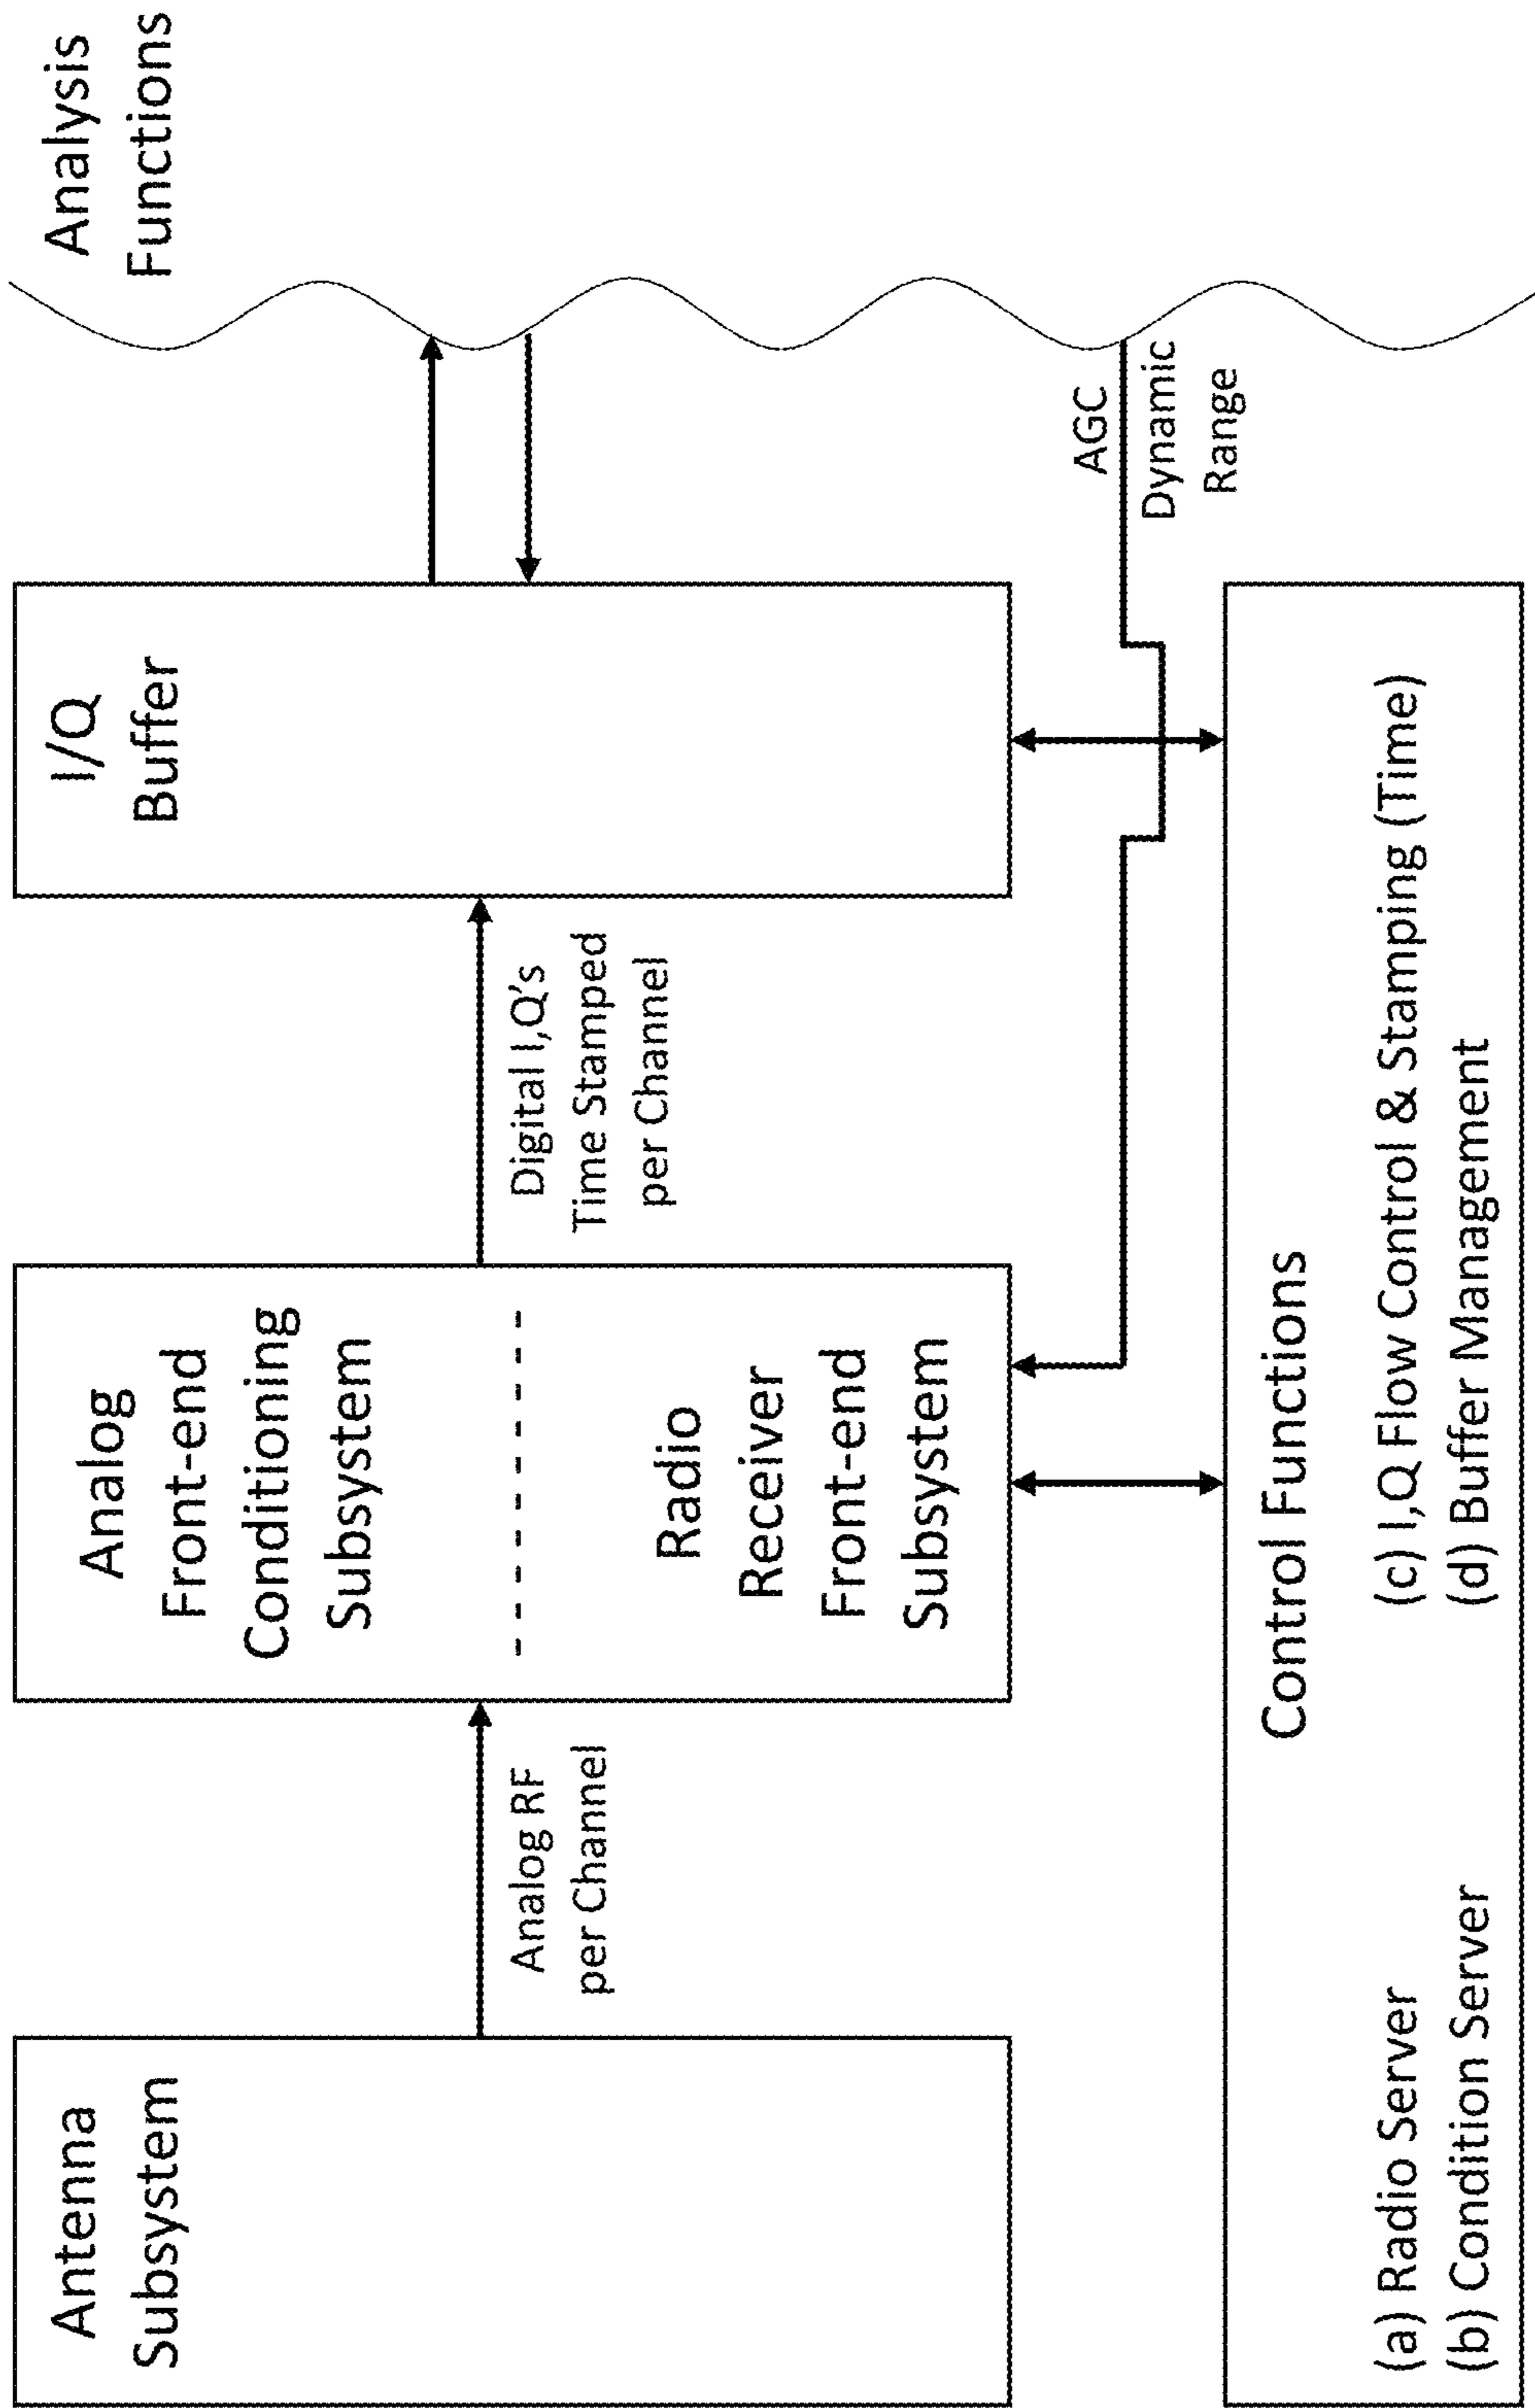 Antenna
Subsystem
Analog RF
per Channel
Analog
Front-end
Conditioning
Subsystem
Radio
Receiver
Front-end
Subsystem
Digital I,Q's
Time Stamped
per Channel
I/Q
Buffer
Analysis
Functions
AGC
Dynamic
Range
Control Functions
(a) Radio Server
(b) Condition Server
(c) I,Q Flow Control & Stamping (Time)
(d) Buffer Management